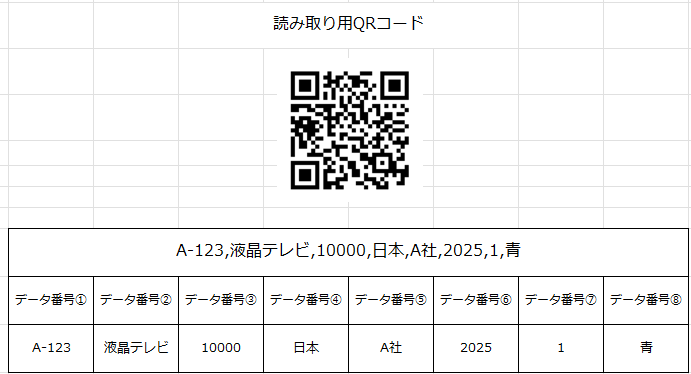 読み取り用QRコード
A-123,液晶テレビ,10000,日本,A社,2025,1,青
データ番号① データ番号② データ番号③ データ番号④ データ番号⑤ データ番号⑥ データ番号⑦ データ番号⑧
A-123 液晶テレビ 10000 日本 A社 2025 1 青